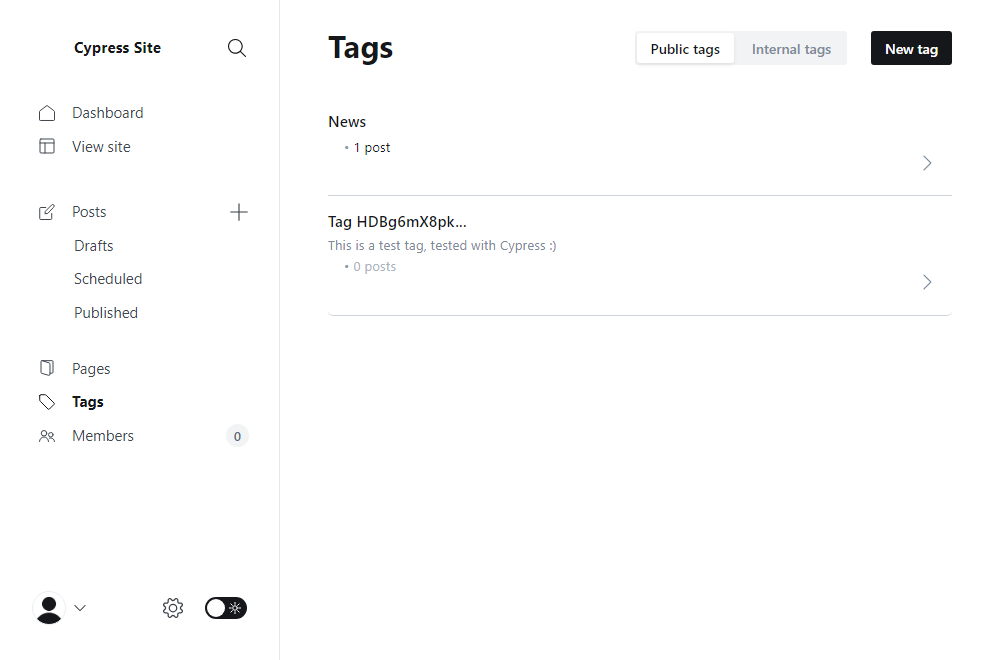 Cypress Site
Dashboard
View site
Posts
Drafts
Scheduled
Published
Pages
Tags
Members
0
Tags
Public tags
Internal tags
New tag
News
• 1 post
Tag HDBg6mX8pk...
This is a test tag, tested with Cypress :)
• 0 posts